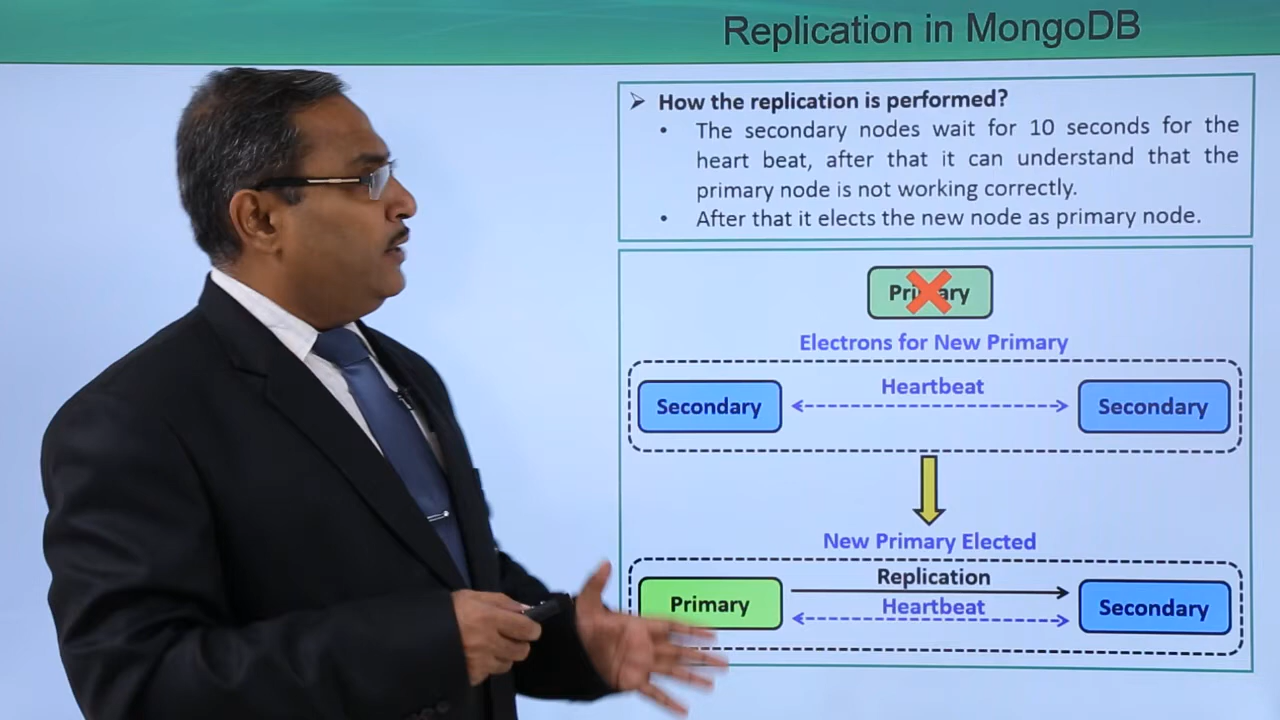 Replication in MongoDB
➢ How the replication is performed?
• The secondary nodes wait for 10 seconds for the
heart beat, after that it can understand that the
primary node is not working correctly.
• After that it elects the new node as primary node.
Primary
Electrons for New Primary
Secondary
Heartbeat
Secondary
New Primary Elected
Replication
Primary
Heartbeat
Secondary